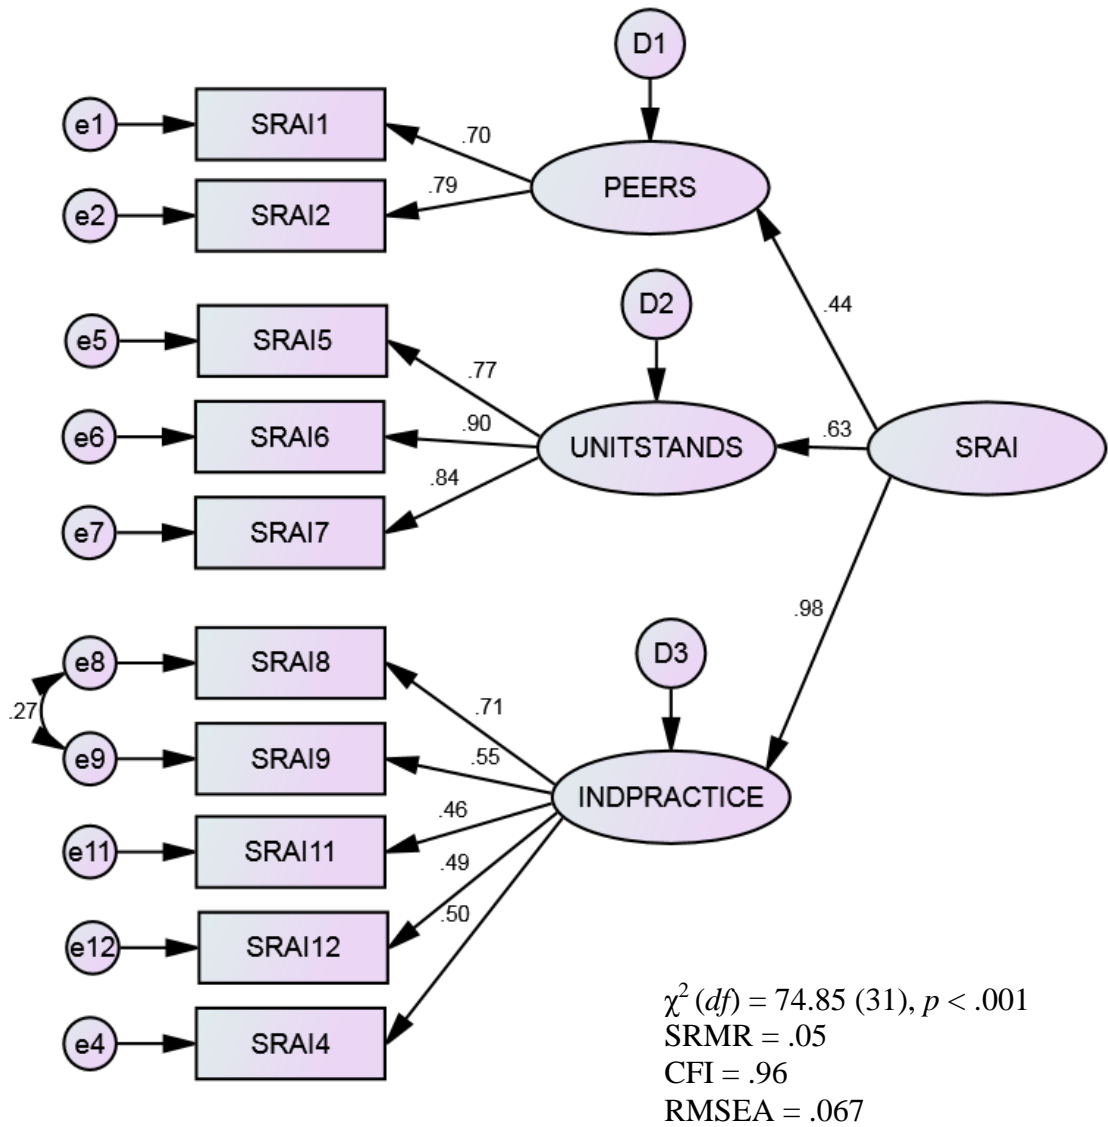 D1
e1
SRAI1
.70
e2
SRAI2
.79
PEERS
.44
D2
e5
SRAI5
.77
e6
SRAI6
.90
UNITSTANDS
.63
SRAI
e7
SRAI7
.84
.98
D3
e8
SRAI8
.71
.27
e9
SRAI9
.55
INDPRACTICE
e11
SRAI11
.46
e12
SRAI12
.49
e4
SRAI4
.50
χ² (df) = 74.85 (31), p < .001
SRMR = .05
CFI = .96
RMSEA = .067